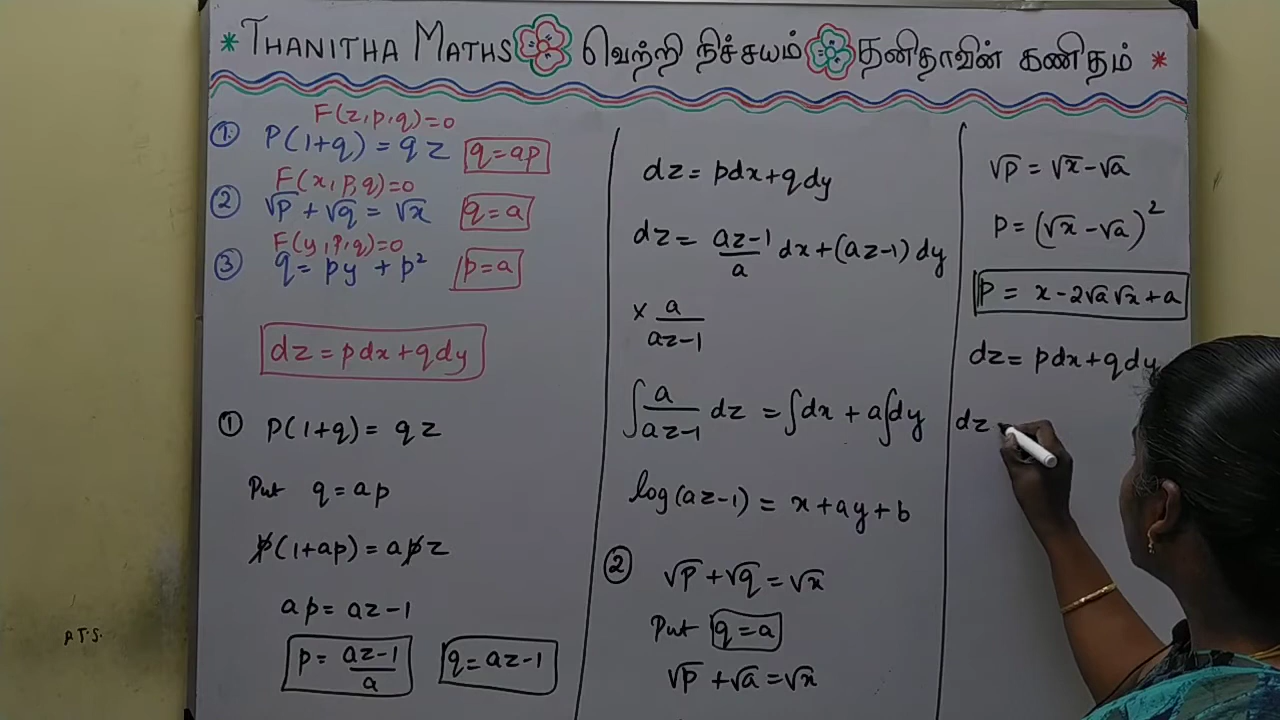 * THANITHA MATHS வெற்றி நிச்சயம் தனிதாவின் கணிதம் *
F(z,p,q)=0
① P(1+q) = qz q=ap
F(x,p,q)=0
② √p + √q = √x q=a
F(y,p,q)=0
③ q = py + p² p=a
dz = pdx+qdy
① P(1+q) = qz
Put q = ap
p(1+ap) = apz
ap = az-1
p = az-1/a q = az-1
dz = pdx+qdy
dz = az-1/a dx+(az-1) dy
× a/az-1
∫ a/az-1 dz = ∫dx + a∫dy
log(az-1) = x+ay+b
② √p +√q = √x
Put q=a
√p +√a = √x
√p = √x-√a
p = (√x-√a)²
p = x-2√a√x+a
dz = pdx+qdy
dz
A.T.S.